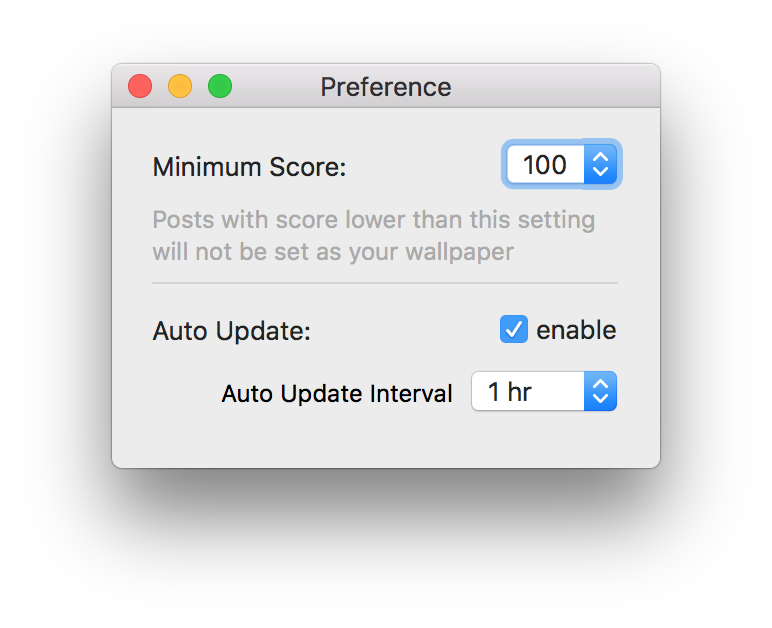 Preference
Minimum Score: 100
Posts with score lower than this setting
will not be set as your wallpaper
Auto Update: enable
Auto Update Interval 1 hr